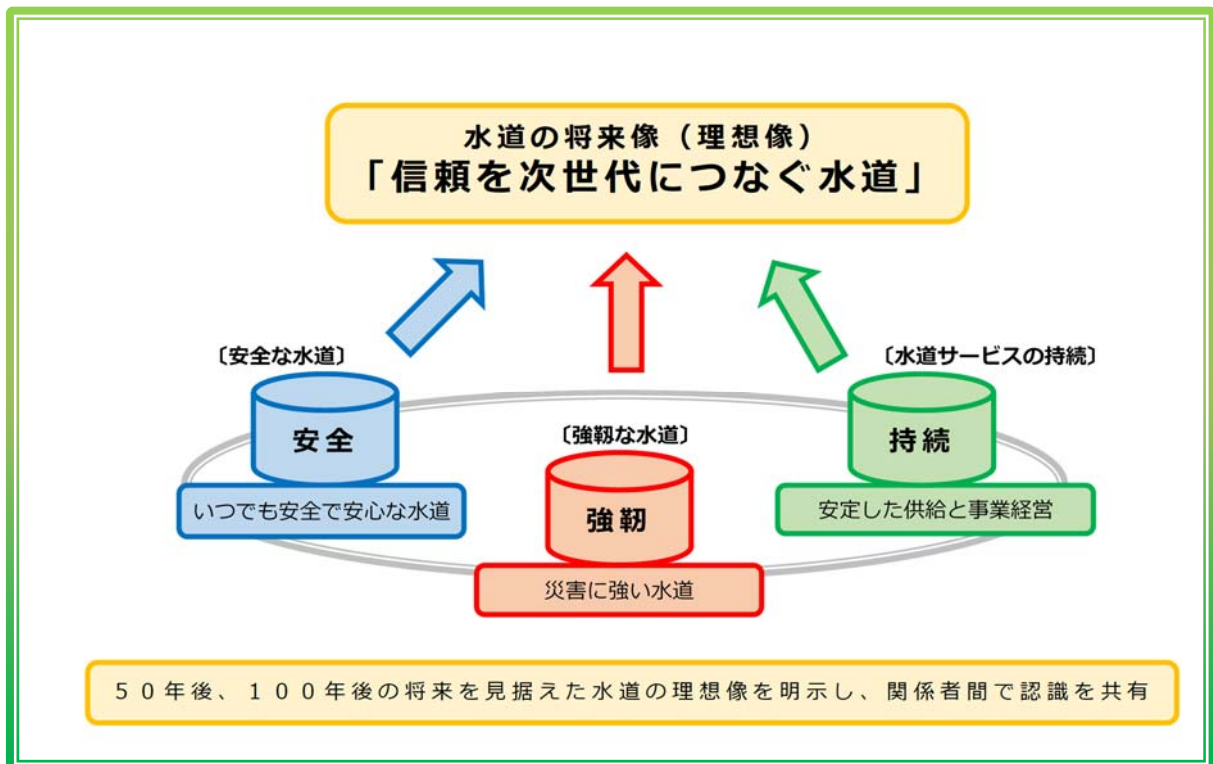 水道の将来像（理想像）
「信頼を次世代につなぐ水道」
〔安全な水道〕
安全
いつでも安全で安心な水道
〔強靱な水道〕
強靱
災害に強い水道
〔水道サービスの持続〕
持続
安定した供給と事業経営
５０年後、１００年後の将来を見据えた水道の理想像を明示し、関係者間で認識を共有